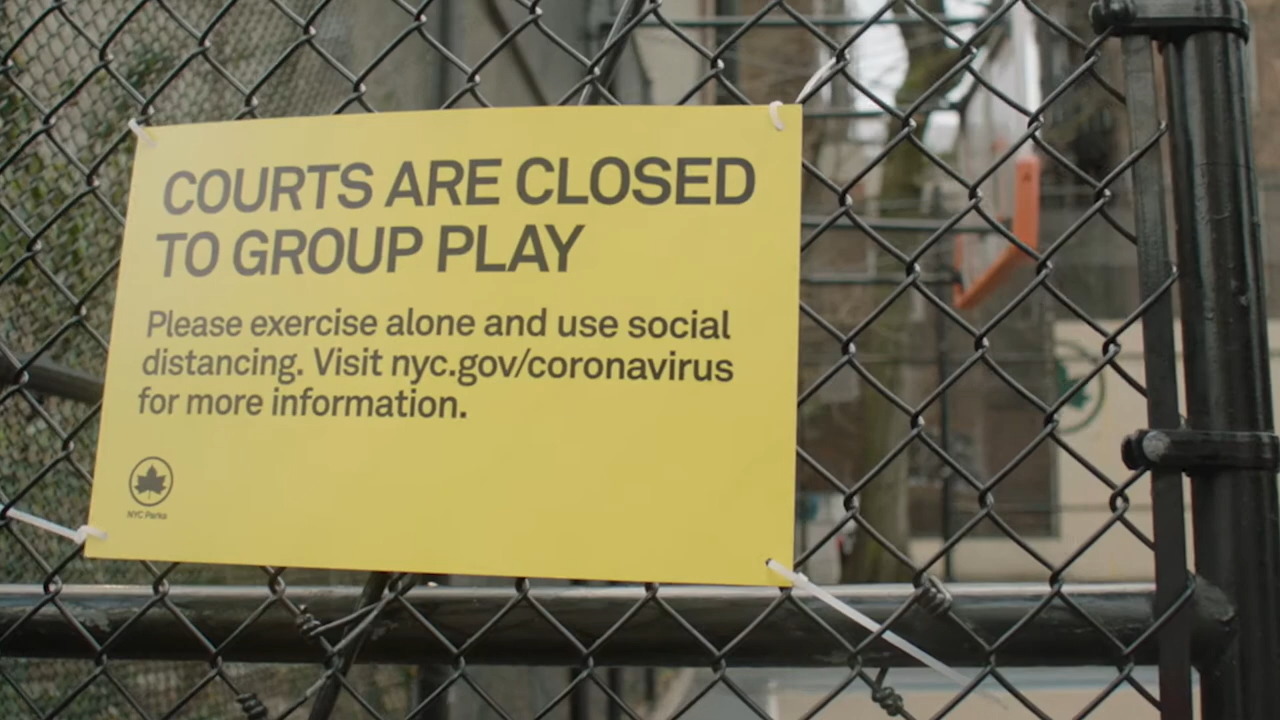 COURTS ARE CLOSED
TO GROUP PLAY
Please exercise alone and use social
distancing. Visit nyc.gov/coronavirus
for more information.
NYC Parks